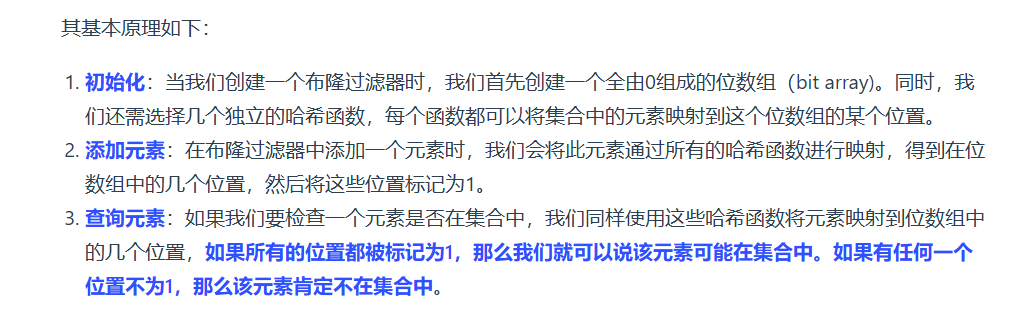 其基本原理如下：
1. 初始化：当我们创建一个布隆过滤器时，我们首先创建一个全由0组成的位数组（bit array)。同时，我
们还需选择几个独立的哈希函数，每个函数都可以将集合中的元素映射到这个位数组的某个位置。
2. 添加元素：在布隆过滤器中添加一个元素时，我们会将此元素通过所有的哈希函数进行映射，得到在位
数组中的几个位置，然后将这些位置标记为1。
3. 查询元素：如果我们要检查一个元素是否在集合中，我们同样使用这些哈希函数将元素映射到位数组中
的几个位置，如果所有的位置都被标记为1，那么我们就可以说该元素可能在集合中。如果有任何一个
位置不为1，那么该元素肯定不在集合中。